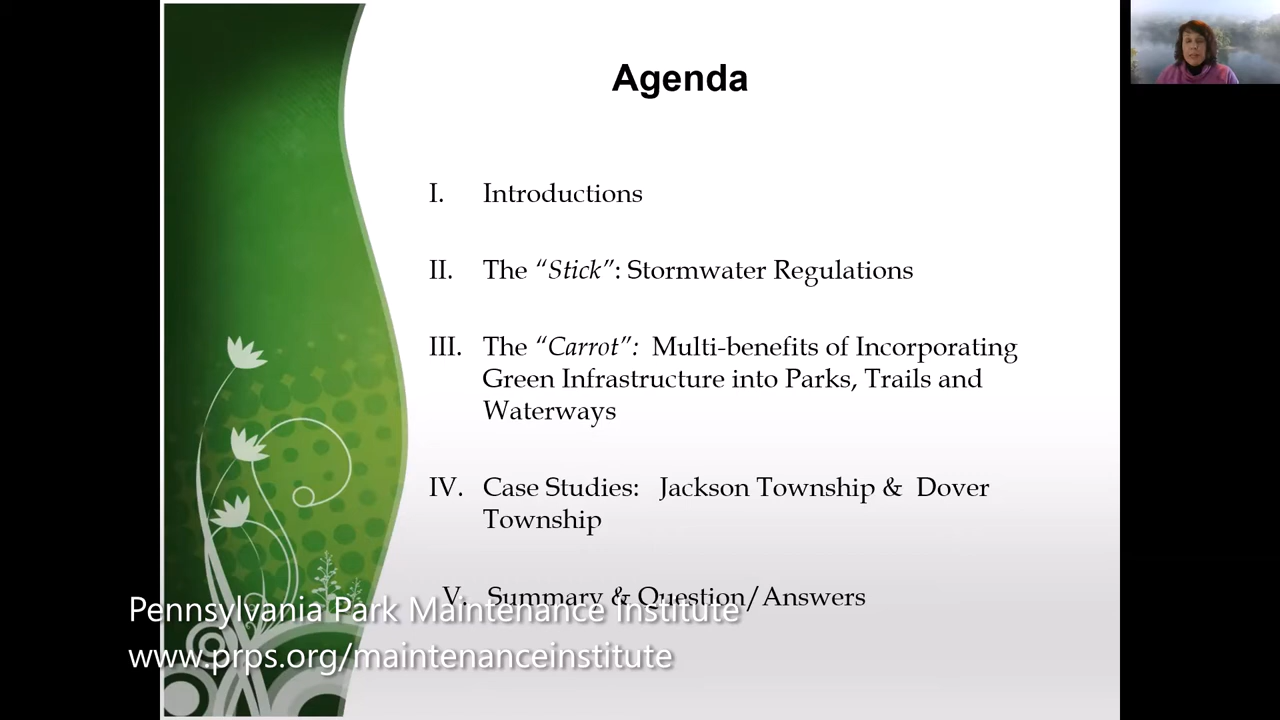 Agenda
I. Introductions
II. The “Stick”: Stormwater Regulations
III. The “Carrot”: Multi-benefits of Incorporating
Green Infrastructure into Parks, Trails and
Waterways
IV. Case Studies: Jackson Township & Dover
Township
V. Summary & Question/Answers
Pennsylvania Park Maintenance Institute
www.prps.org/maintenanceinstitute